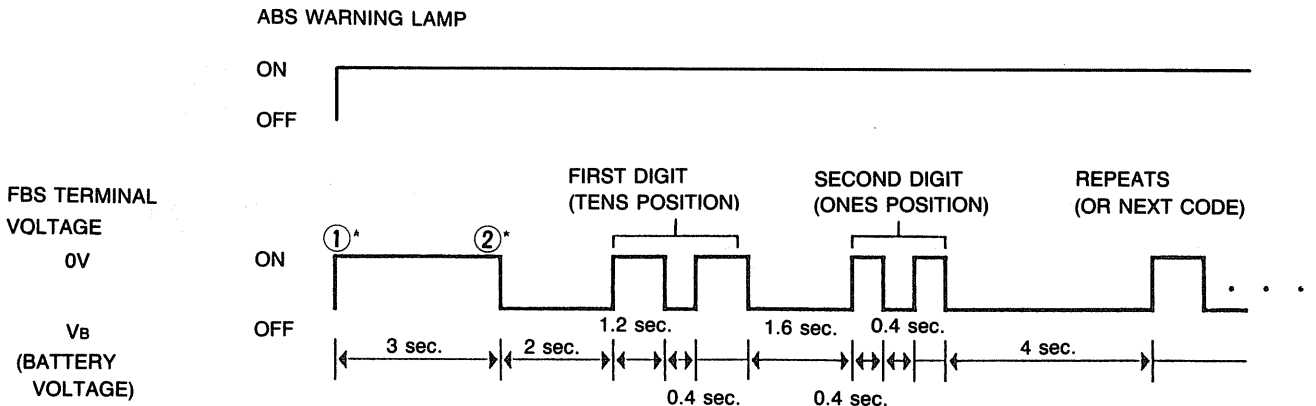 ABS WARNING LAMP
ON
OFF
FIRST DIGIT
(TENS POSITION)
SECOND DIGIT
(ONES POSITION)
REPEATS
(OR NEXT CODE)
FBS TERMINAL
VOLTAGE
0V
ON
①*
②*
. . .
VB
OFF
(BATTERY
VOLTAGE)
3 sec.
2 sec.
1.2 sec.
0.4 sec.
1.6 sec.
0.4 sec.
0.4 sec.
4 sec.